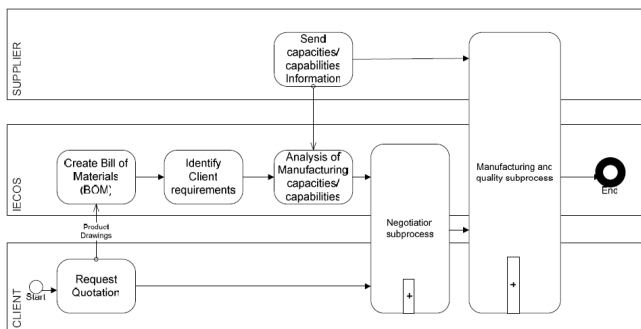 SUPPLIER
Send
capacities/
capabilities
Information
IECOS
Create Bill of
Materials
(BOM)
Identify
Client
requirements
Analysis of
Manufacturing
capacities/
capabilities
Negotiation
subprocess
+
Manufacturing and
quality subprocess
+
End
Product
Drawings
CLIENT
Start
Request
Quotation